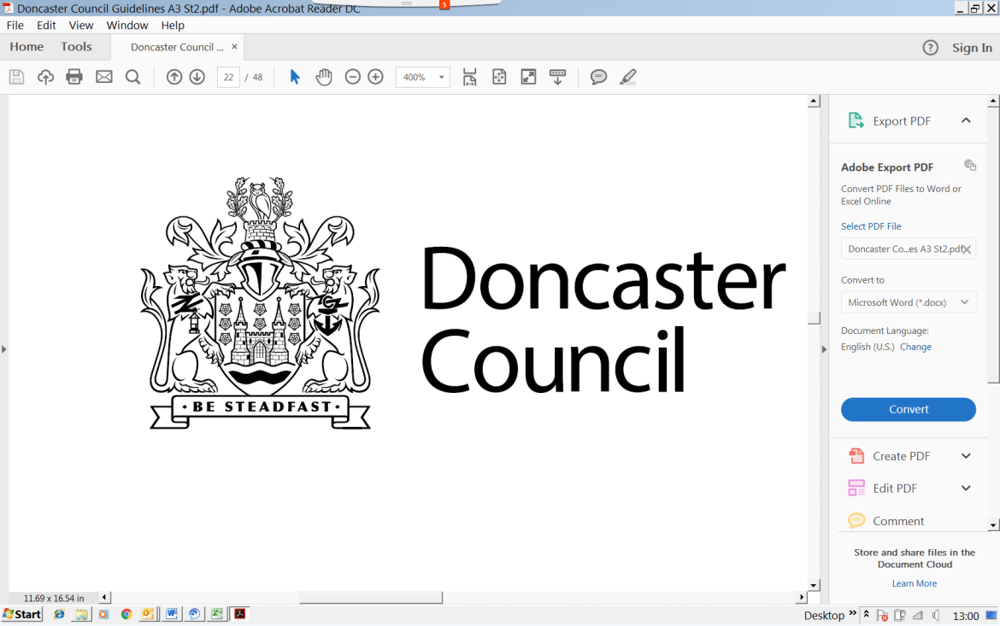 Doncaster Council Guidelines A3 St2.pdf - Adobe Acrobat Reader DC
5
File Edit View Window Help
Home Tools Doncaster Council ... × ? Sign In
22 / 48 400%
Export PDF
Adobe Export PDF
Convert PDF Files to Word or
Excel Online
Select PDF File
Doncaster Co...es A3 St2.pdf
Convert to
Microsoft Word (*.docx)
Document Language:
English (U.S.) Change
Convert
Create PDF
Edit PDF
Comment
Store and share files in the
Document Cloud
Learn More
Doncaster
Council
· BE STEADFAST ·
11.69 x 16.54 in
Start Desktop » 13:00